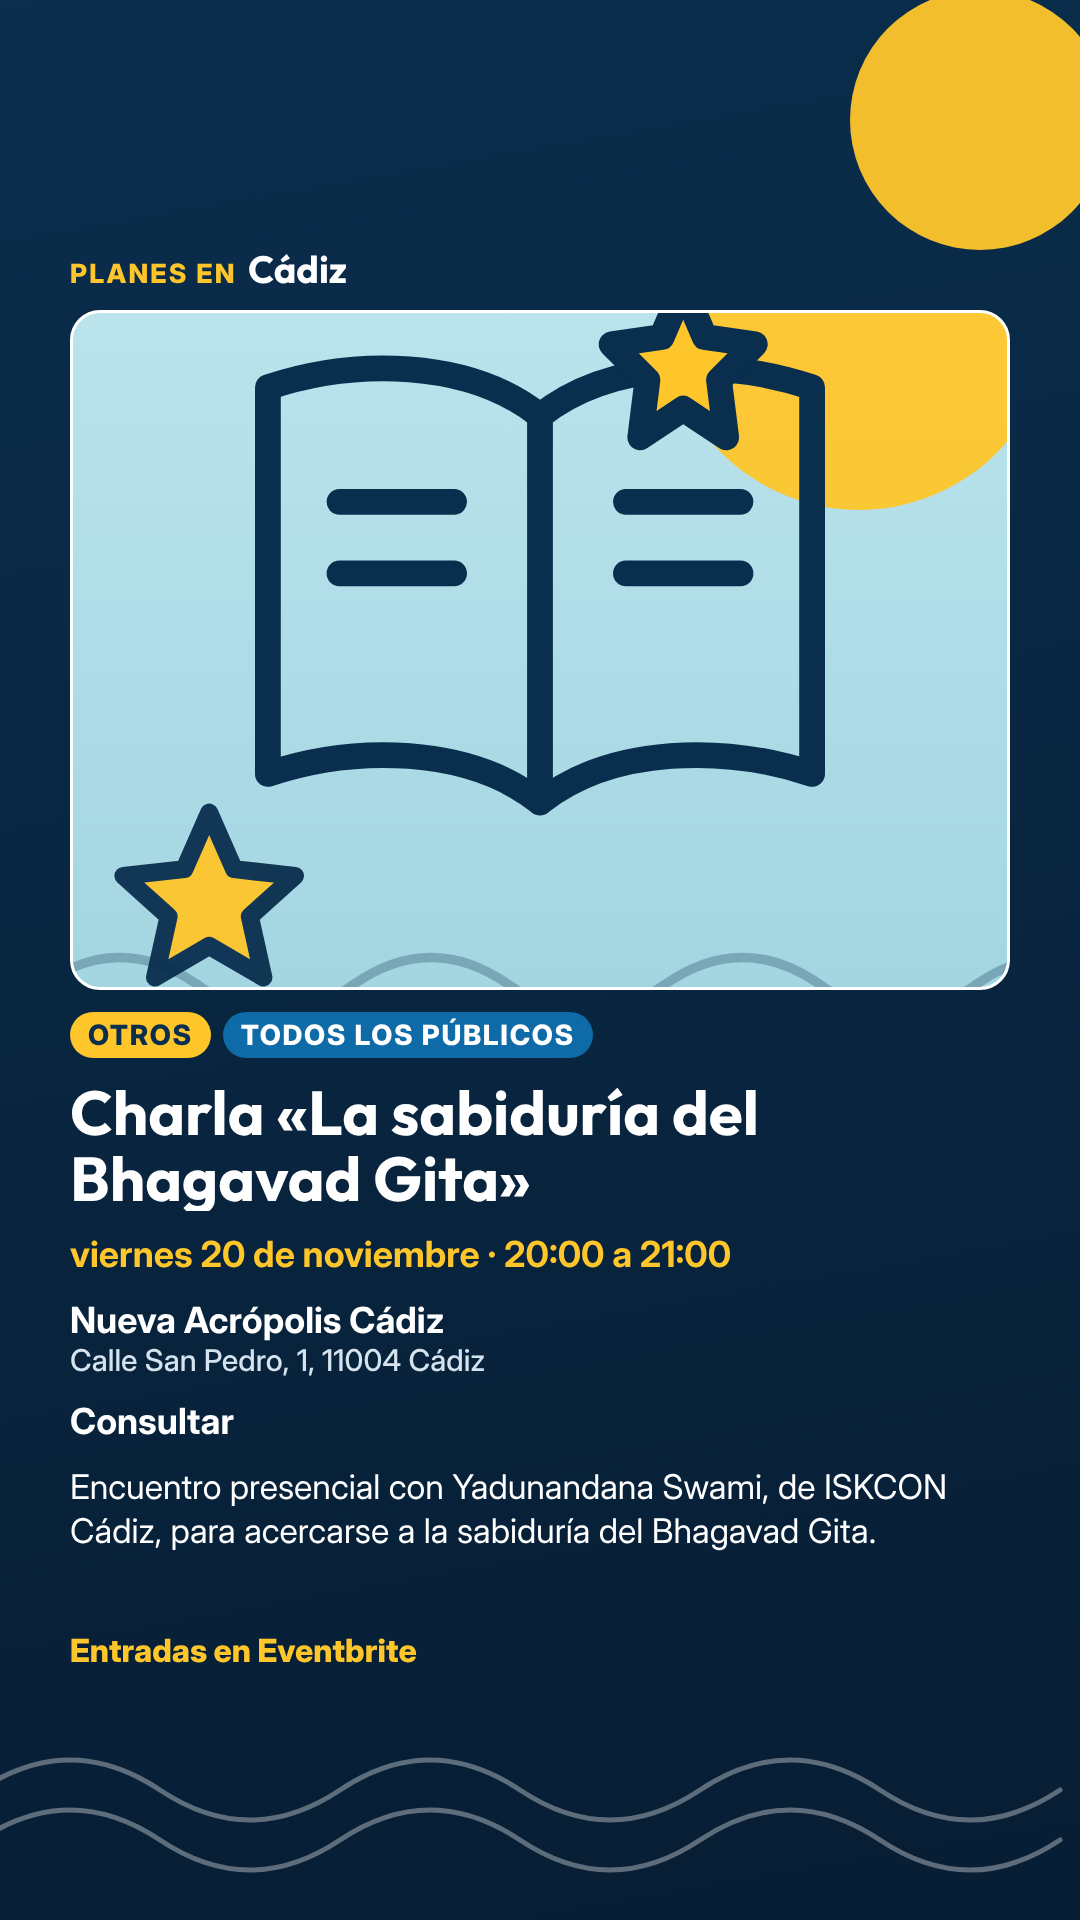 PLANES EN Cádiz
OTROS
TODOS LOS PÚBLICOS
Charla «La sabiduría del
Bhagavad Gita»
viernes 20 de noviembre · 20:00 a 21:00
Nueva Acrópolis Cádiz
Calle San Pedro, 1, 11004 Cádiz
Consultar
Encuentro presencial con Yadunandana Swami, de ISKCON
Cádiz, para acercarse a la sabiduría del Bhagavad Gita.
Entradas en Eventbrite